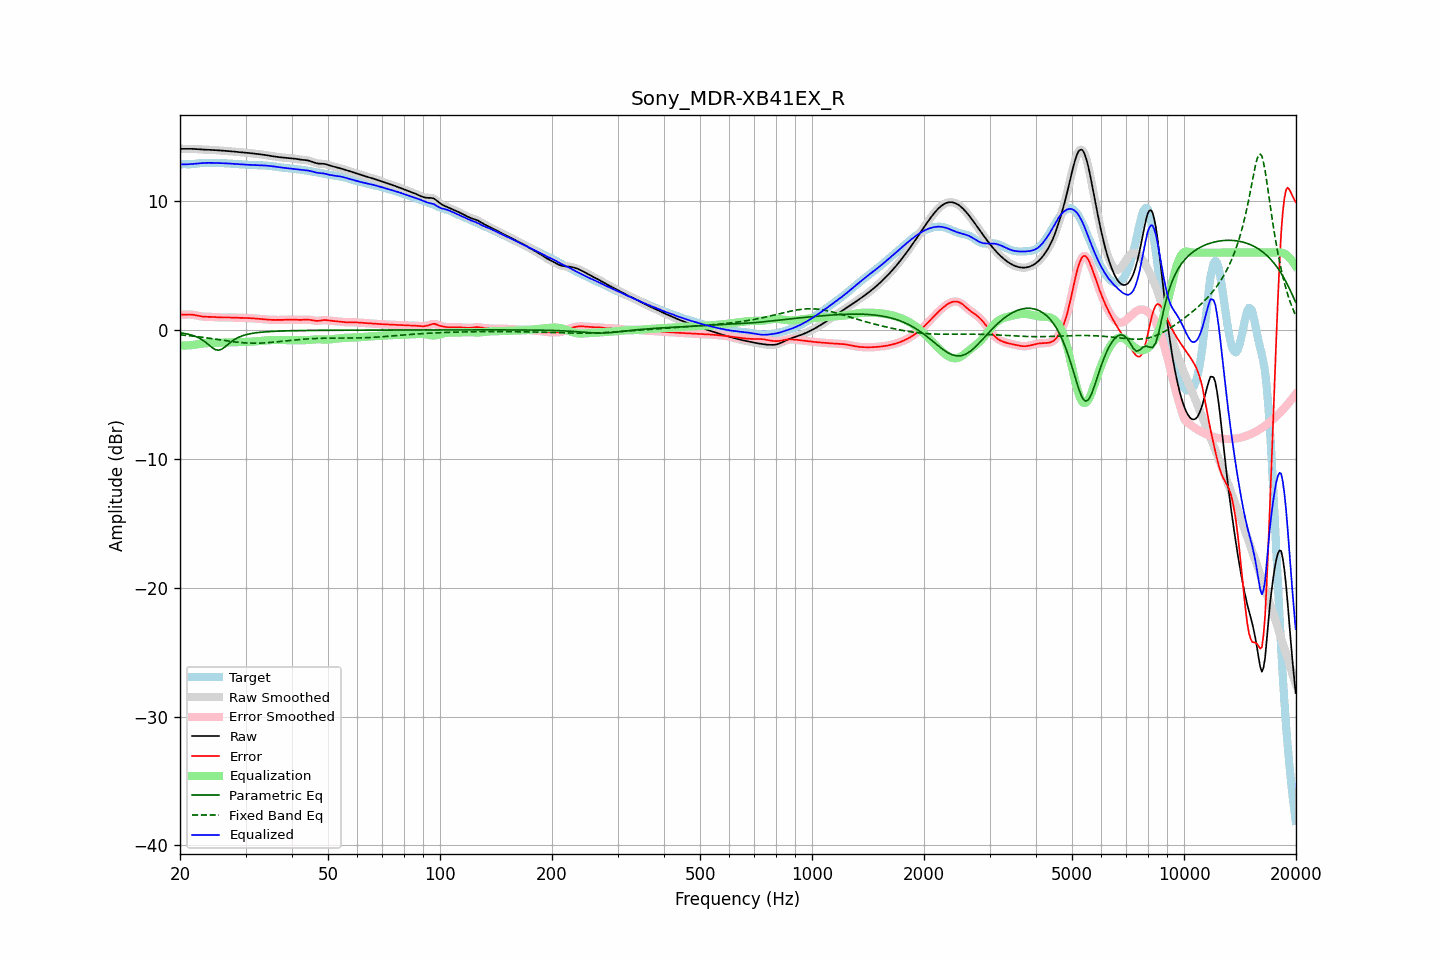 Sony_MDR-XB41EX_R
10
0
−10
−20
−30
−40
Amplitude (dBr)
Target
Raw Smoothed
Error Smoothed
Raw
Error
Equalization
Parametric Eq
Fixed Band Eq
Equalized
20
50
100
200
500
1000
2000
5000
10000
20000
Frequency (Hz)